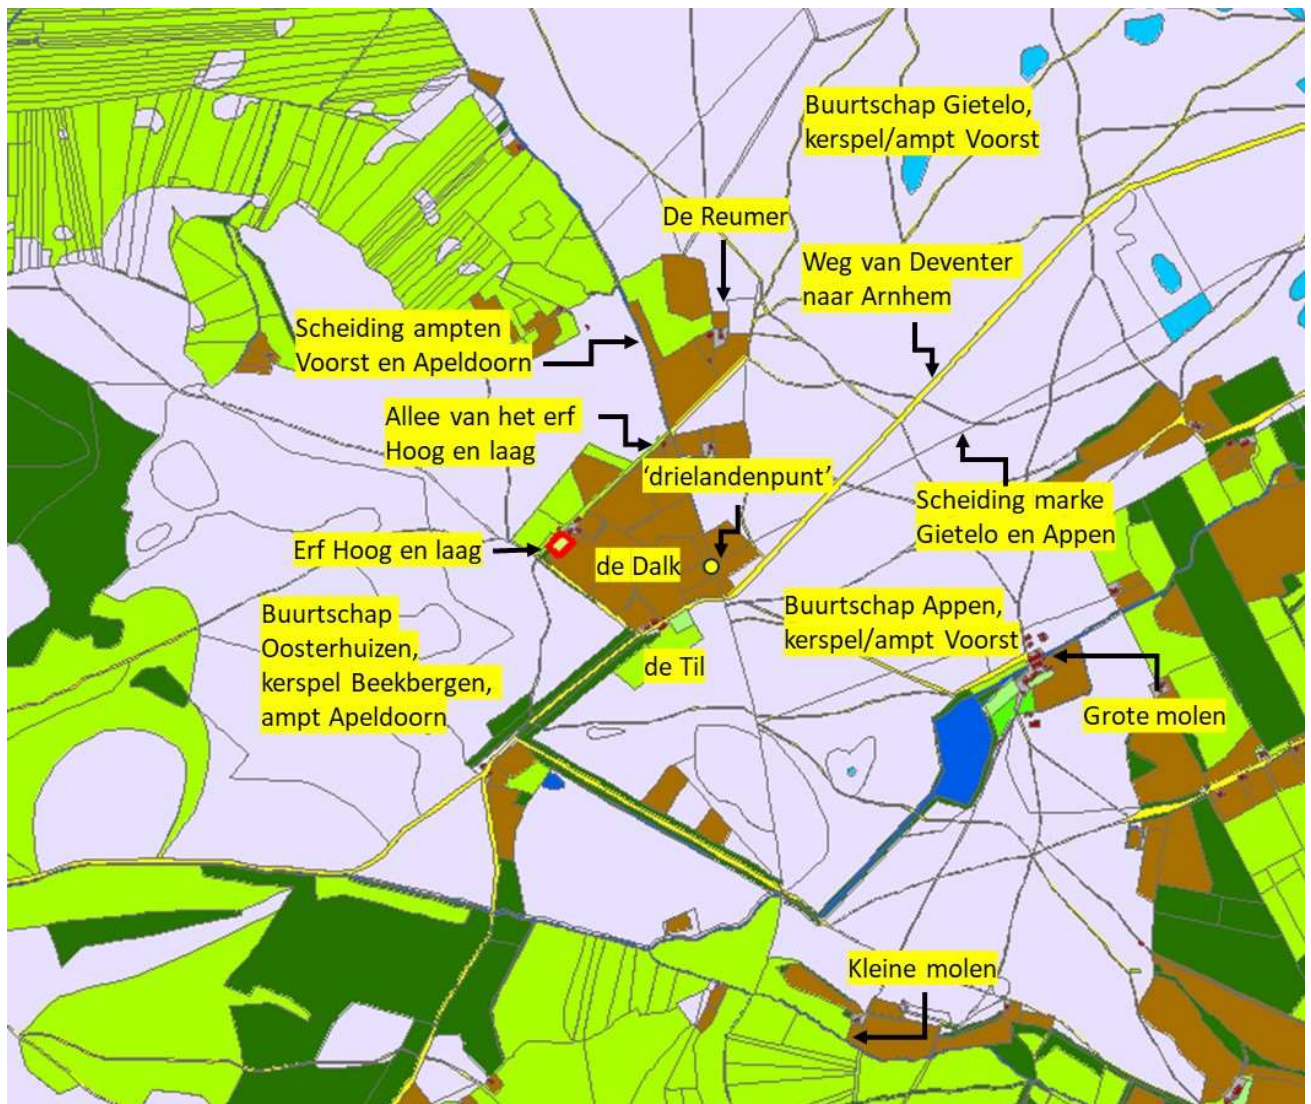 Buurtschap Gietelo,
kerspel/ampt Voorst
De Reumer
Weg van Deventer
naar Arnhem
Scheiding ampten
Voorst en Apeldoorn
Allee van het erf
Hoog en laag
'drielandenpunt'
Scheiding marke
Gietelo en Appen
Erf Hoog en laag
de Dalk
Buurtschap
Oosterhuizen,
kerspel Beekbergen,
ampt Apeldoorn
Buurtschap Appen,
kerspel/ampt Voorst
de Til
Grote molen
Kleine molen